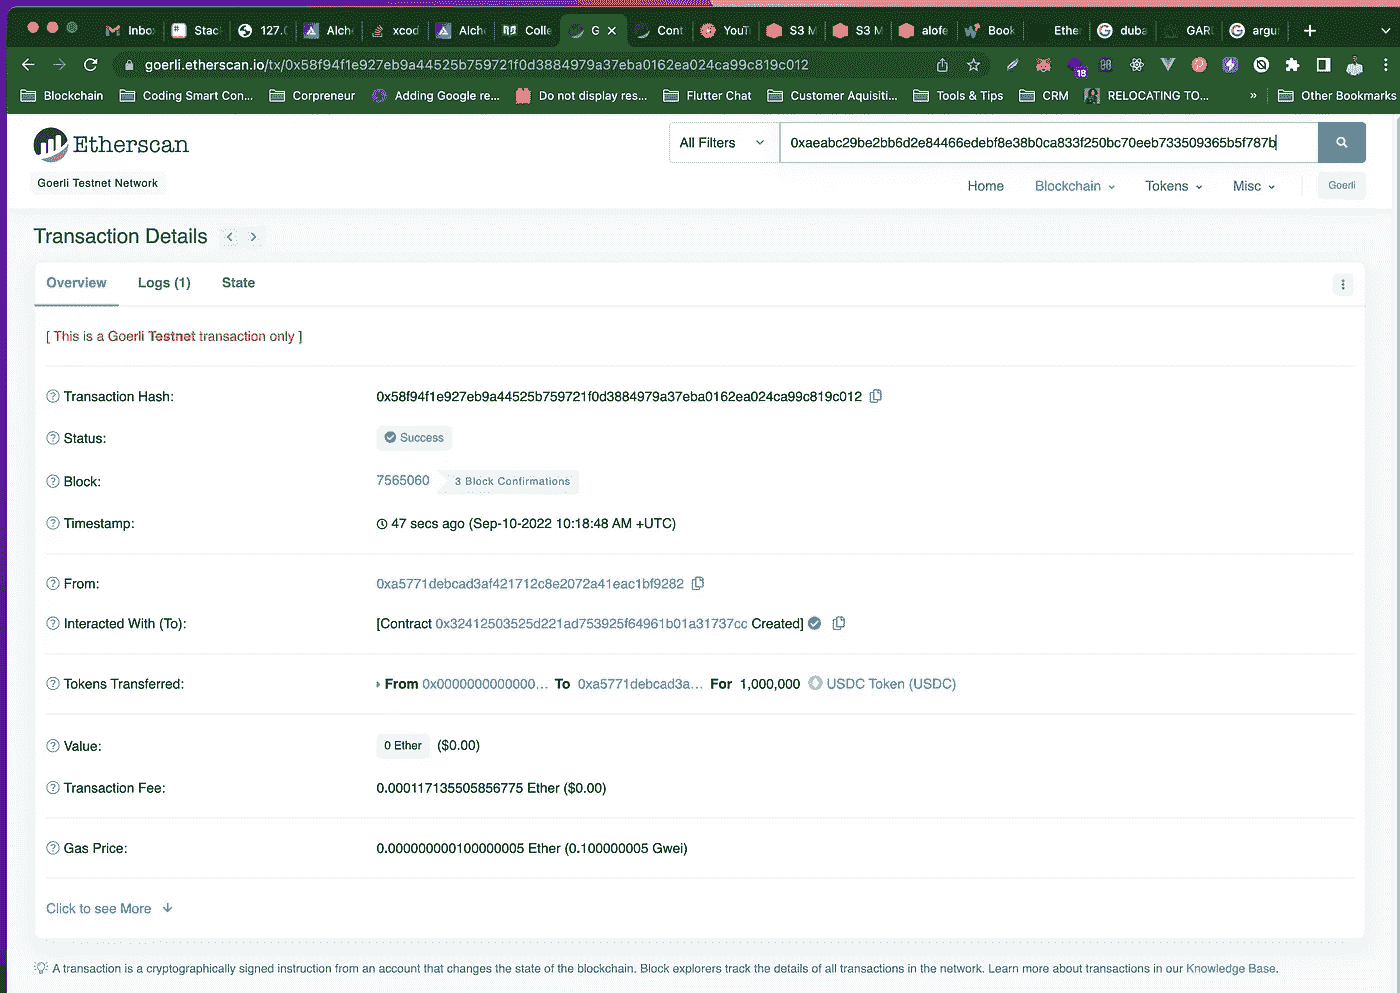 Inbo Stac 127.0 Alche xcod Alche Colle G Cont YouT S3 M S3 M alofe Book Ether duba GAR argu
goerli.etherscan.io/tx/0x58f94f1e927eb9a44525b759721f0d3884979a37eba0162ea024ca99c819c012
18
Blockchain Coding Smart Con... Corpreneur Adding Google re... Do not display res... Flutter Chat Customer Aquisiti... Tools & Tips CRM RELOCATING TO... » Other Bookmarks
Etherscan
All Filters 0xaeabc29be2bb6d2e84466edebf8e38b0ca833f250bc70eeb733509365b5f787b
Goerli Testnet Network
Home Blockchain Tokens Misc Goerli
Transaction Details
Overview Logs (1) State
[ This is a Goerli Testnet transaction only ]
Transaction Hash: 0x58f94f1e927eb9a44525b759721f0d3884979a37eba0162ea024ca99c819c012
Status: Success
Block: 7565060 3 Block Confirmations
Timestamp: 47 secs ago (Sep-10-2022 10:18:48 AM +UTC)
From: 0xa5771debcad3af421712c8e2072a41eac1bf9282
Interacted With (To): [Contract 0x32412503525d221ad753925f64961b01a31737cc Created]
Tokens Transferred: From 0x0000000000000... To 0xa5771debcad3a... For 1,000,000 USDC Token (USDC)
Value: 0 Ether ($0.00)
Transaction Fee: 0.000117135505856775 Ether ($0.00)
Gas Price: 0.000000000100000005 Ether (0.100000005 Gwei)
Click to see More
A transaction is a cryptographically signed instruction from an account that changes the state of the blockchain. Block explorers track the details of all transactions in the network. Learn more about transactions in our Knowledge Base.